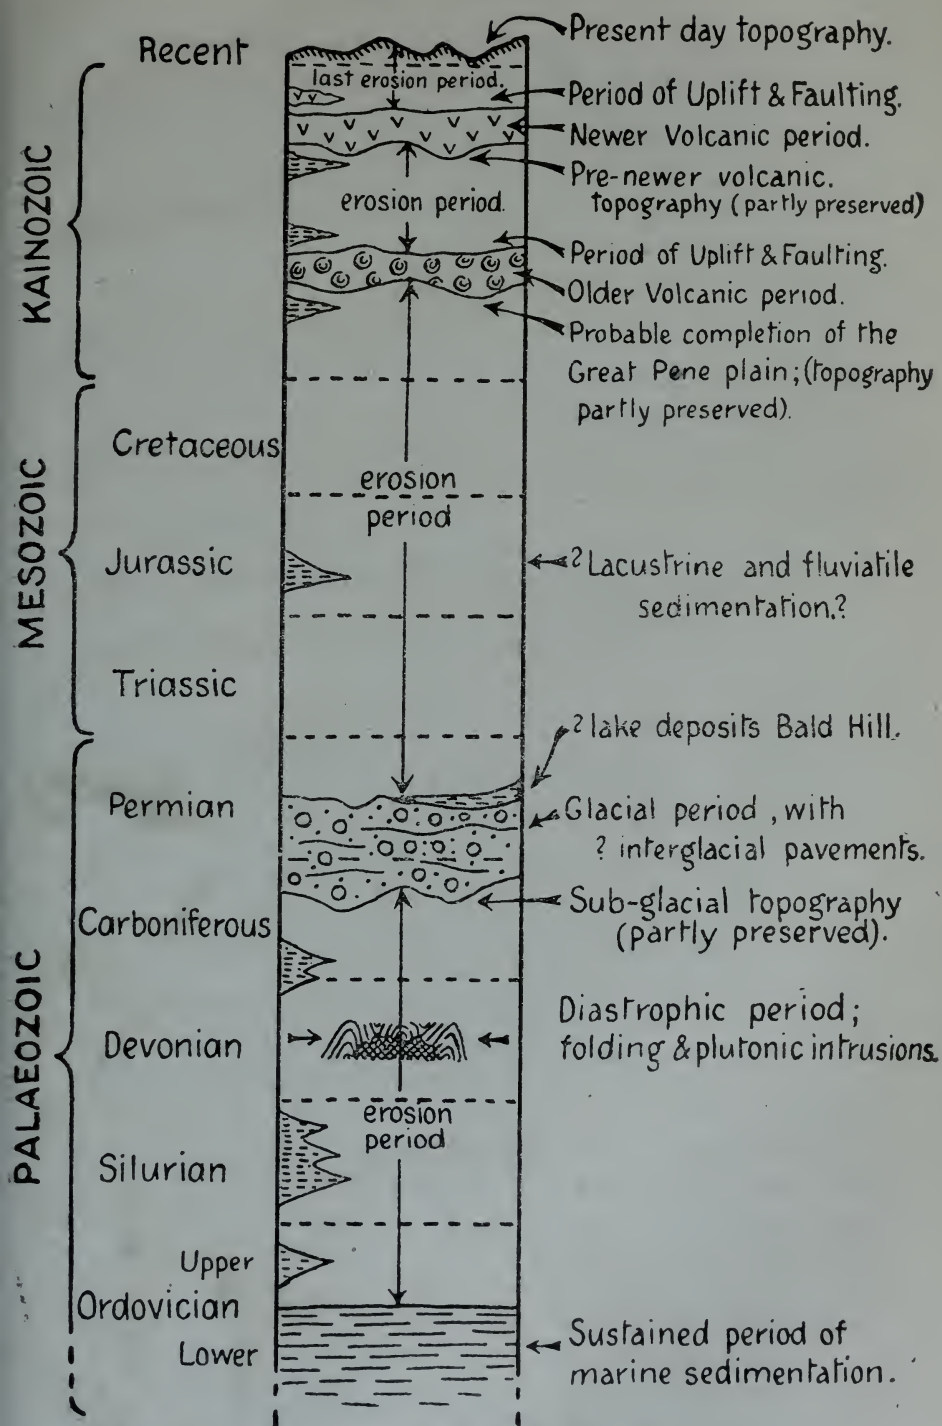 Recent
Present day topography.
last erosion period.
Period of Uplift & Faulting.
Newer Volcanic period.
Pre-newer volcanic.
topography (partly preserved)
erosion period.
Period of Uplift & Faulting.
Older Volcanic period.
Probable completion of the
Great Pene plain; (topography
partly preserved).
KAINOZOIC
Cretaceous
erosion
period
Jurassic
? Lacustrine and fluviatile
sedimentation.?
Triassic
MESOZOIC
? lake deposits Bald Hill.
Permian
Glacial period, with
? interglacial pavements.
Sub-glacial topography
(partly preserved).
Carboniferous
Devonian
Diastrophic period;
folding & plutonic intrusions.
erosion
period
Silurian
Upper
Ordovician
Lower
Sustained period of
marine sedimentation.
PALAEOZOIC